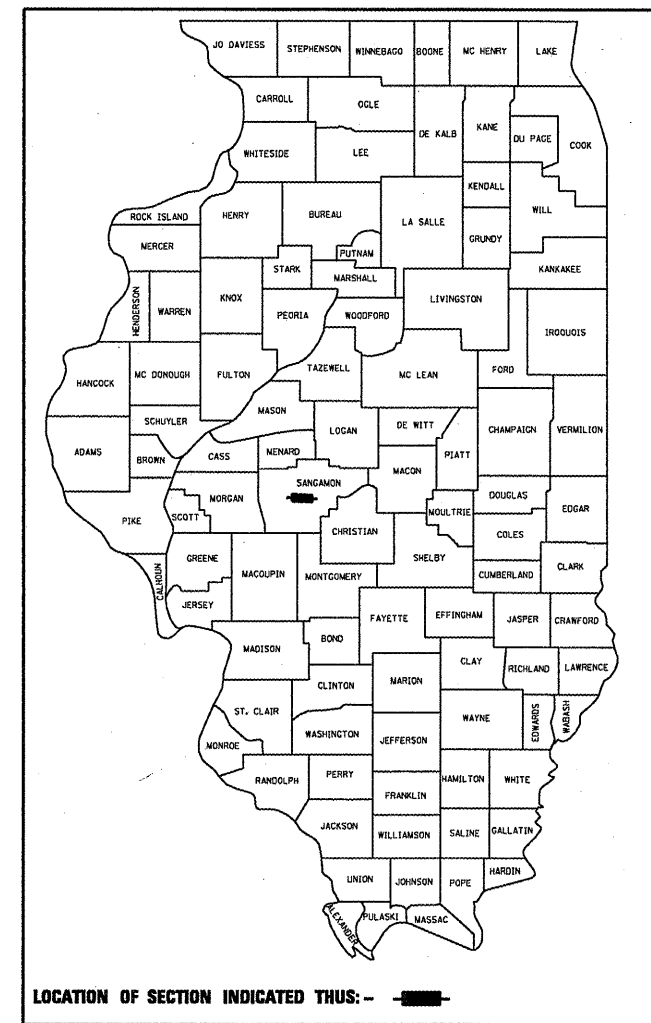 JO DAVIESS STEPHENSON WINNEBAGO BOONE MC HENRY LAKE
CARROLL OGLE
DE KALB KANE DU PAGE COOK
WHITESIDE LEE
KENDALL
WILL
ROCK ISLAND HENRY BUREAU LA SALLE
GRUNDY
MERCER PUTNAM
STARK MARSHALL KANKAKEE
HENDERSON WARREN KNOX LIVINGSTON
PEORIA WOODFORD IROQUOIS
HANCOCK MC DONOUGH FULTON TAZEWELL MC LEAN FORD
MASON
SCHUYLER LOGAN DE WITT CHAMPAIGN VERMILION
ADAMS BROWN CASS MENARD MACON PIATT
SANGAMON
MORGAN DOUGLAS
PIKE SCOTT MOULTRIE EDGAR
CHRISTIAN COLES
GREENE SHELBY
CALHOUN MACOUPIN MONTGOMERY CUMBERLAND CLARK
JERSEY
FAYETTE EFFINGHAM JASPER CRAWFORD
MADISON BOND
CLAY RICHLAND LAWRENCE
CLINTON MARION
ST. CLAIR WAYNE EDWARDS WABASH
WASHINGTON JEFFERSON
MONROE
RANDOLPH PERRY HAMILTON WHITE
FRANKLIN
JACKSON WILLIAMSON SALINE GALLATIN
UNION JOHNSON POPE HARDIN
ALEXANDER PULASKI MASSAC
LOCATION OF SECTION INDICATED THUS:-